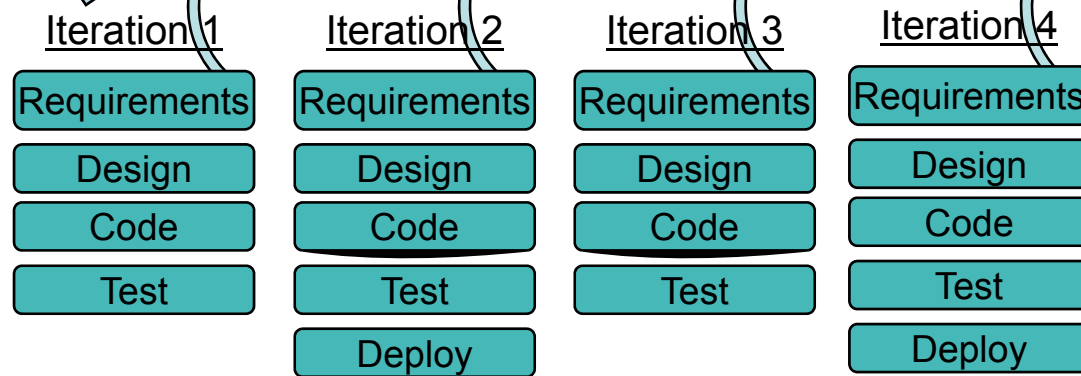 Iteration 1
Requirements
Design
Code
Test
Iteration 2
Requirements
Design
Code
Test
Deploy
Iteration 3
Requirements
Design
Code
Test
Iteration 4
Requirements
Design
Code
Test
Deploy